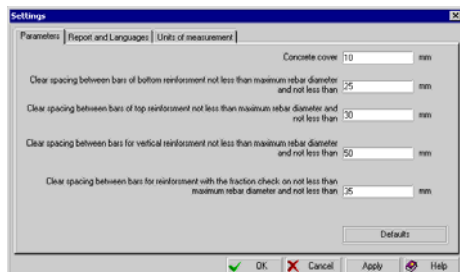 Settings
Parameters Report and Languages Units of measurement
Concrete cover 10 mm
Clear spacing between bars of bottom reinforsment not less than maximum rebar diameter
and not less than 25 mm
Clear spacing between bars of top reinforsment not less than maximum rebar diameter and
not less than 30 mm
Clear spacing between bars for vertical reinforsment not less than maximum rebar diameter
and not less than 50 mm
Clear spacing between bars for reinforsment with the fraction check on not less than
maximum rebar diameter and not less than 35 mm
Defaults
OK Cancel Apply Help